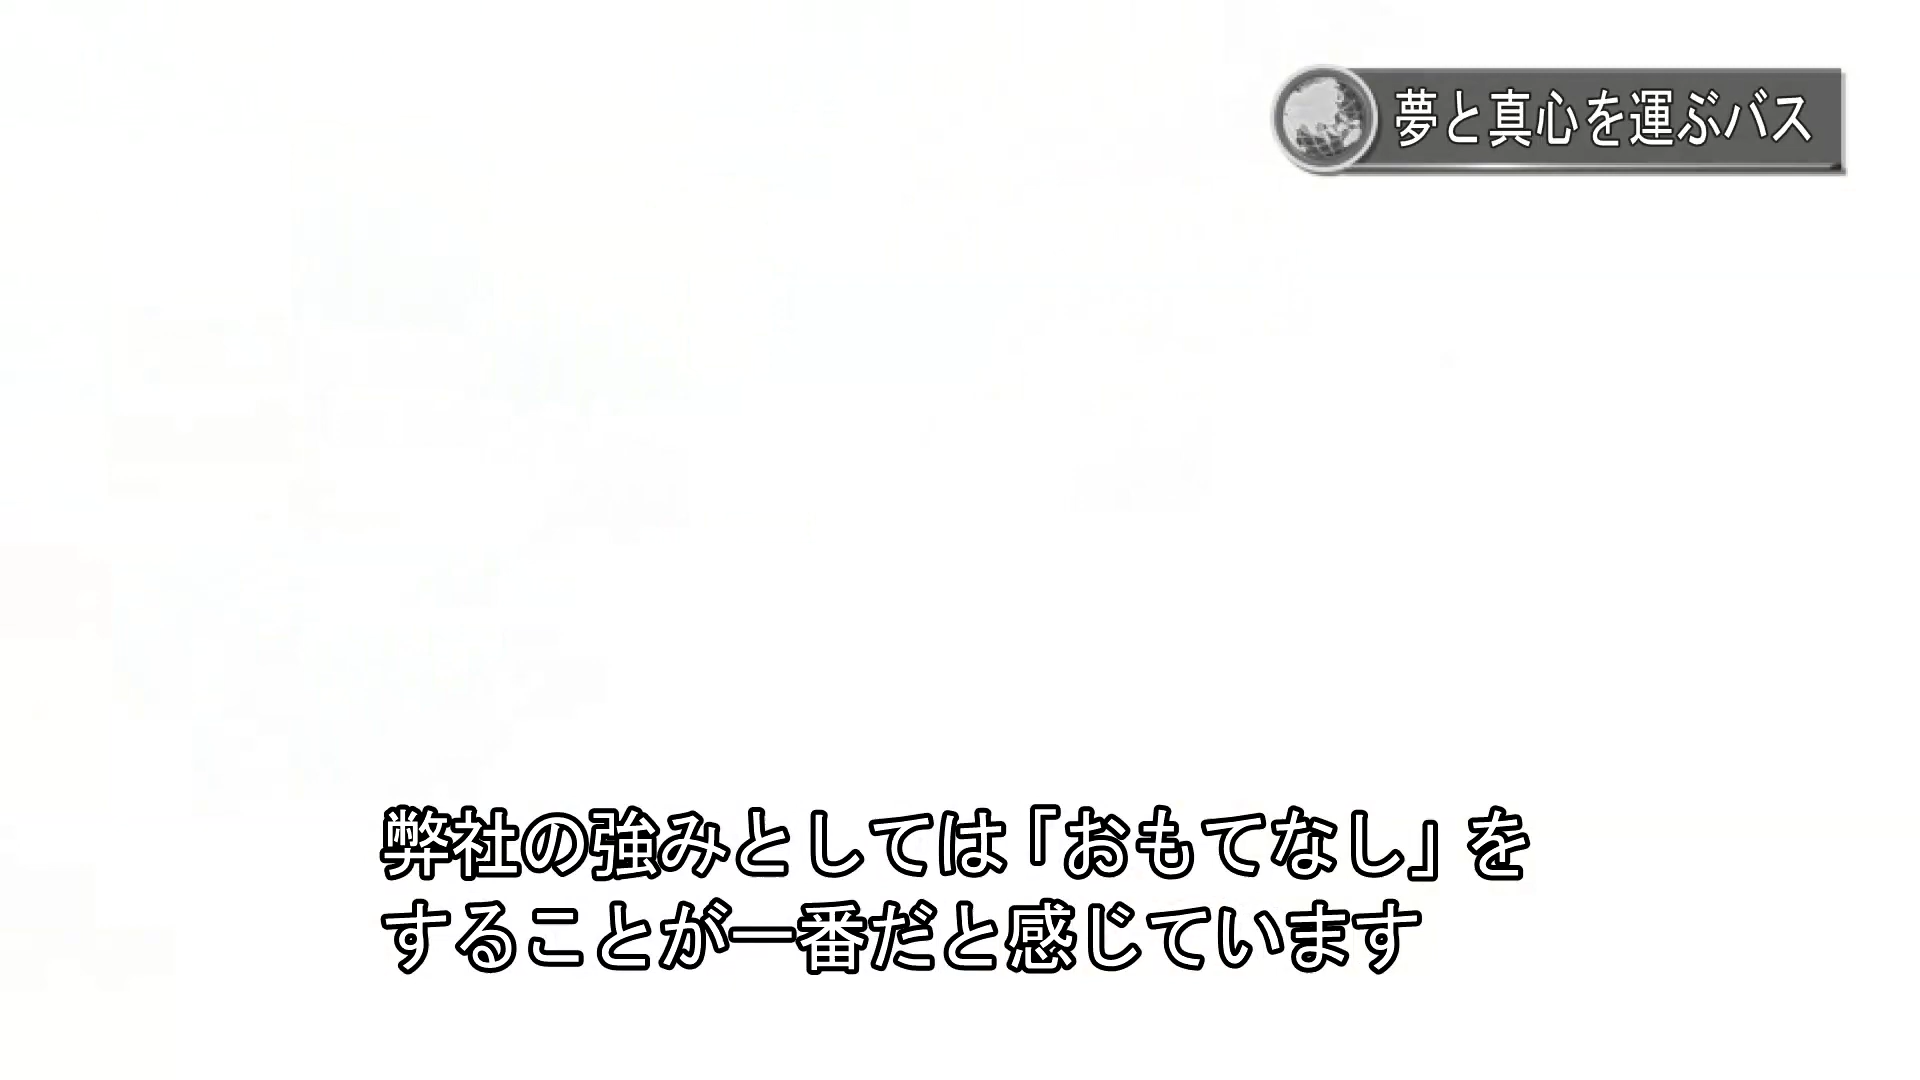 夢と真心を運ぶバス
弊社の強みとしては「おもてなし」を
することが一番だと感じています